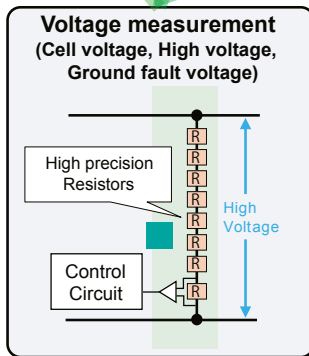 Voltage measurement
(Cell voltage, High voltage,
Ground fault voltage)
R
R
R
R
R
R
R
R
High precision
Resistors
High
Voltage
Control
Circuit